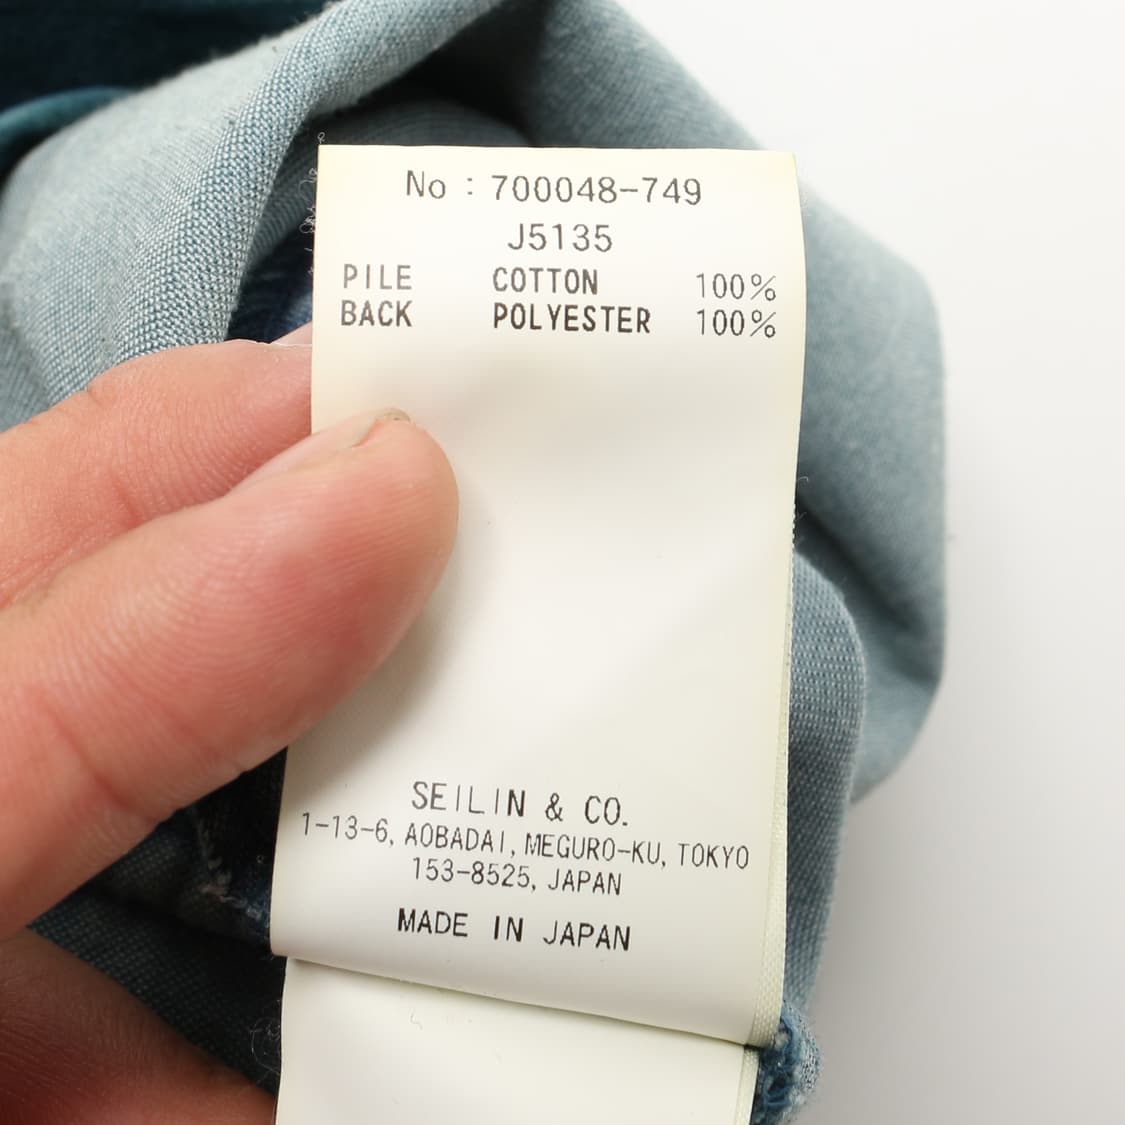 No : 700048-749
J5135
PILE COTTON 100%
BACK POLYESTER 100%
SEILIN & CO.
1-13-6, AOBADAI, MEGURO-KU, TOKYO
153-8525, JAPAN
MADE IN JAPAN